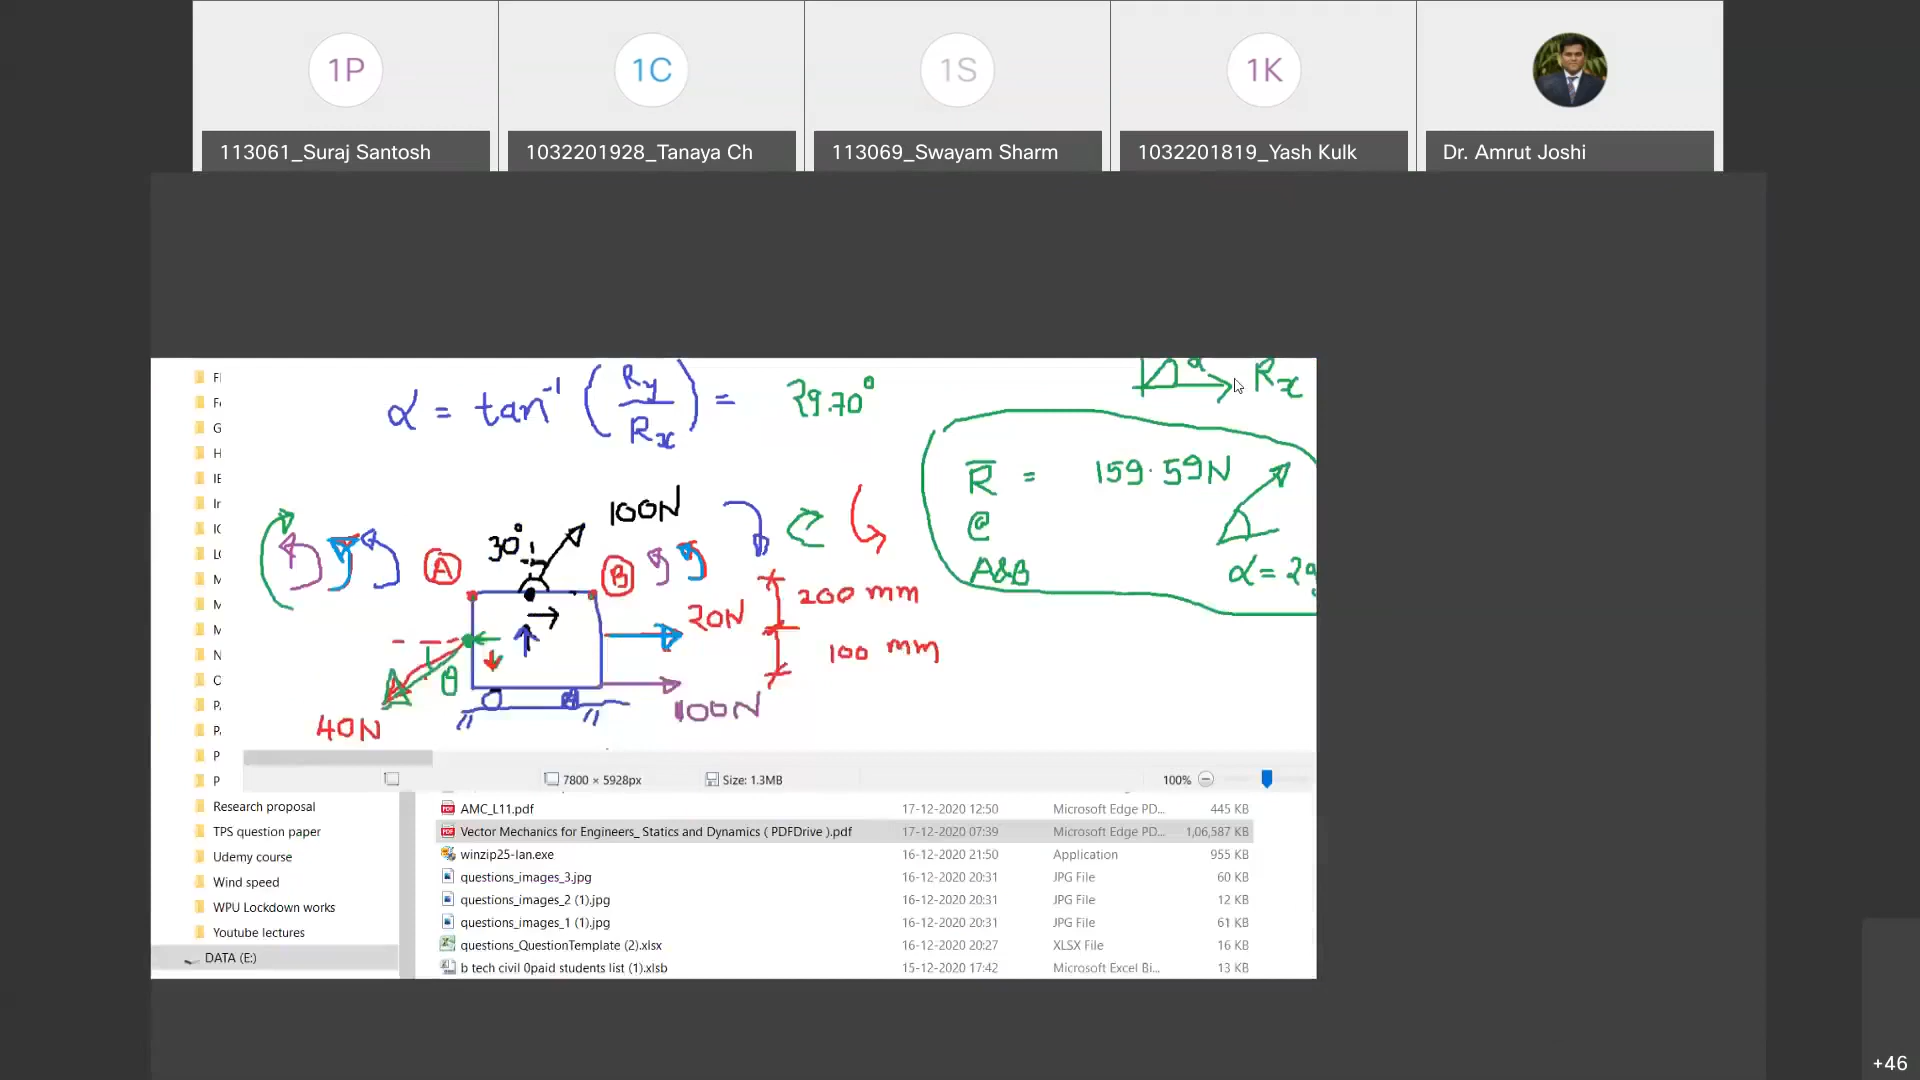 1P
1C
1S
1K
113061_Suraj Santosh
1032201928_Tanaya Ch
113069_Swayam Sharm
1032201819_Yash Kulk
Dr. Amrut Joshi
α = tan⁻¹ (Ry/Rx) = 29.70°
α Rx
R̅ = 159.59N
@
A&B
α = 29
100N
30°
A
B
200 mm
20N
100 mm
θ
100N
40N
G
H
M
M
M
N
O
P
P
Research proposal
TPS question paper
Udemy course
Wind speed
WPU Lockdown works
Youtube lectures
DATA (E:)
7800 × 5928px
Size: 1.3MB
100%
AMC_L11.pdf 17-12-2020 12:50 Microsoft Edge PD... 445 KB
Vector Mechanics for Engineers_ Statics and Dynamics ( PDFDrive ).pdf 17-12-2020 07:39 Microsoft Edge PD... 1,06,587 KB
winzip25-lan.exe 16-12-2020 21:50 Application 955 KB
questions_images_3.jpg 16-12-2020 20:31 JPG File 60 KB
questions_images_2 (1).jpg 16-12-2020 20:31 JPG File 12 KB
questions_images_1 (1).jpg 16-12-2020 20:31 JPG File 61 KB
questions_QuestionTemplate (2).xlsx 16-12-2020 20:27 XLSX File 16 KB
b tech civil 0paid students list (1).xlsb 15-12-2020 17:42 Microsoft Excel Bi... 13 KB
+46